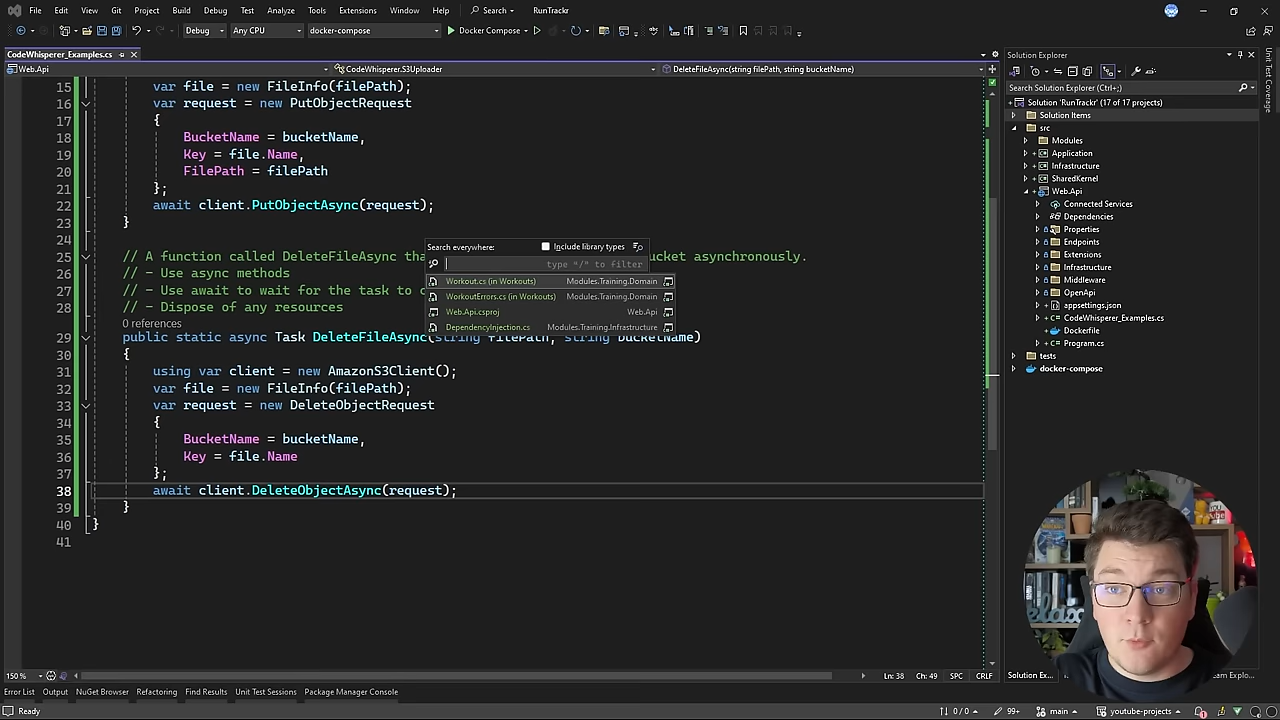 File Edit View Git Project Build Debug Test Analyze Tools Extensions Window Help Search RunTrackr
Debug Any CPU docker-compose Docker Compose
CodeWhisperer_Examples.cs
Web.Api CodeWhisperer.S3Uploader DeleteFileAsync(string filePath, string bucketName)
15 var file = new FileInfo(filePath);
16 var request = new PutObjectRequest
17 {
18 BucketName = bucketName,
19 Key = file.Name,
20 FilePath = filePath
21 };
22 await client.PutObjectAsync(request);
23 }
24
25 // A function called DeleteFileAsync tha cket asynchronously.
26 // - Use async methods
27 // - Use await to wait for the task to c
28 // - Dispose of any resources
0 references
29 public static async Task DeleteFileAsync(string filePath, string bucketName)
30 {
31 using var client = new AmazonS3Client();
32 var file = new FileInfo(filePath);
33 var request = new DeleteObjectRequest
34 {
35 BucketName = bucketName,
36 Key = file.Name
37 };
38 await client.DeleteObjectAsync(request);
39 }
40 }
41
Search everywhere: Include library types
type "/" to filter
Workout.cs (in Workouts) Modules.Training.Domain
WorkoutErrors.cs (in Workouts) Modules.Training.Domain
Web.Api.csproj Web.Api
DependencyInjection.cs Modules.Training.Infrastructure
Solution Explorer
Search Solution Explorer (Ctrl+;)
Solution 'RunTrackr' (17 of 17 projects)
Solution Items
src
Modules
Application
Infrastructure
SharedKernel
Web.Api
Connected Services
Dependencies
Properties
Endpoints
Extensions
Infrastructure
Middleware
OpenApi
appsettings.json
CodeWhisperer_Examples.cs
Dockerfile
Program.cs
tests
docker-compose
Unit Test Coverage
relax
150 % Ln: 38 Ch: 49 SPC CRLF
Solution Ex... eam Explo...
Error List Output NuGet Browser Refactoring Find Results Unit Test Sessions Package Manager Console
Ready 0 / 0 99+ main youtube-projects